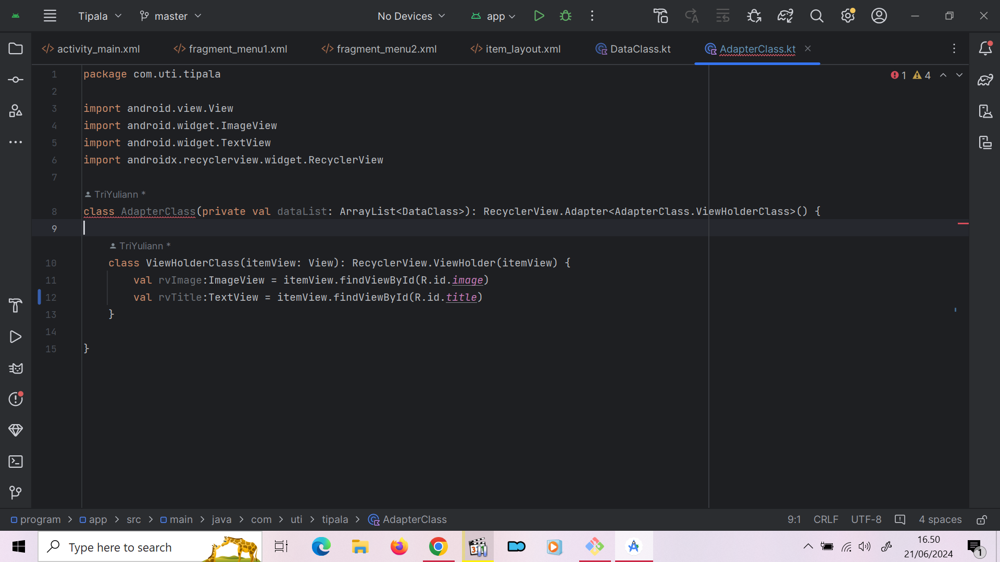 Tipala
master
No Devices
app
activity_main.xml
fragment_menu1.xml
fragment_menu2.xml
item_layout.xml
DataClass.kt
AdapterClass.kt
1 4
1 package com.uti.tipala
2
3 import android.view.View
4 import android.widget.ImageView
5 import android.widget.TextView
6 import androidx.recyclerview.widget.RecyclerView
7
TriYuliann *
8 class AdapterClass(private val dataList: ArrayList<DataClass>): RecyclerView.Adapter<AdapterClass.ViewHolderClass>() {
9
TriYuliann *
10 class ViewHolderClass(itemView: View): RecyclerView.ViewHolder(itemView) {
11 val rvImage:ImageView = itemView.findViewById(R.id.image)
12 val rvTitle:TextView = itemView.findViewById(R.id.title)
13 }
14
15 }
program > app > src > main > java > com > uti > tipala > AdapterClass
9:1 CRLF UTF-8 4 spaces
Type here to search
16.50
21/06/2024
1